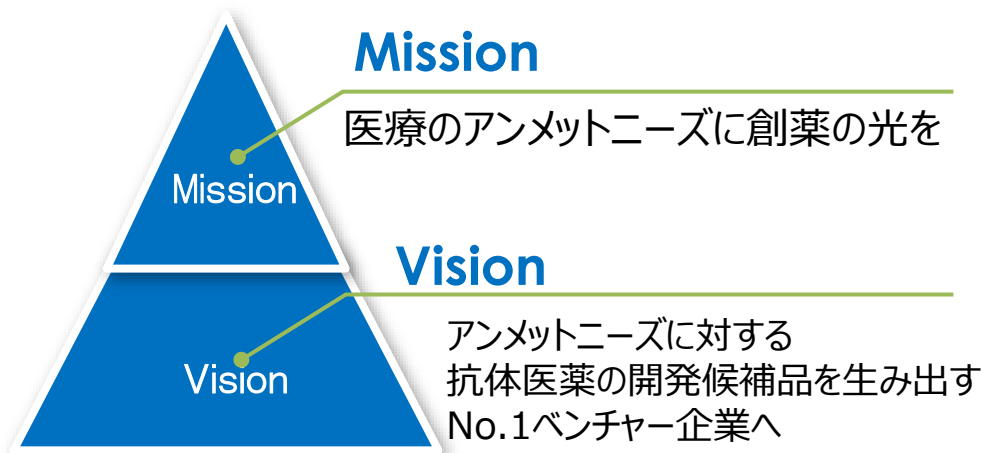 Mission
医療のアンメットニーズに創薬の光を
Mission
Vision
アンメットニーズに対する
抗体医薬の開発候補品を生み出す
No.1ベンチャー企業へ
Vision